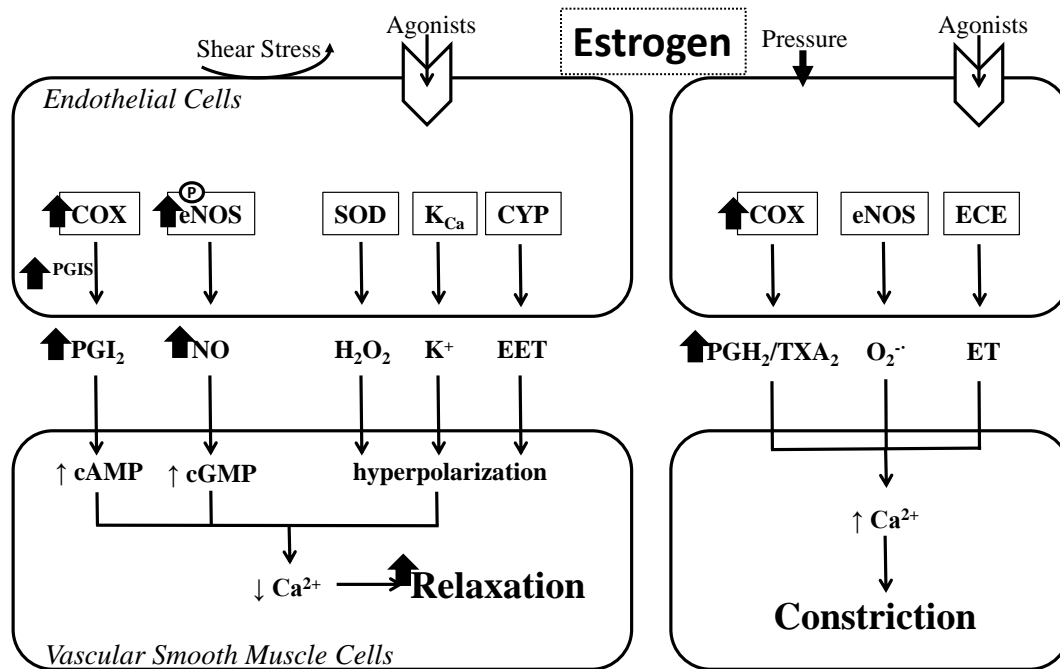 Agonists
Shear Stress
Estrogen
Pressure
Agonists
Endothelial Cells
P
COX
eNOS
SOD
K_Ca
CYP
COX
eNOS
ECE
PGIS
PGI₂
NO
H₂O₂
K⁺
EET
PGH₂/TXA₂
O₂⁻·
ET
↑ cAMP
↑ cGMP
hyperpolarization
↑ Ca²⁺
↓ Ca²⁺
Relaxation
Constriction
Vascular Smooth Muscle Cells